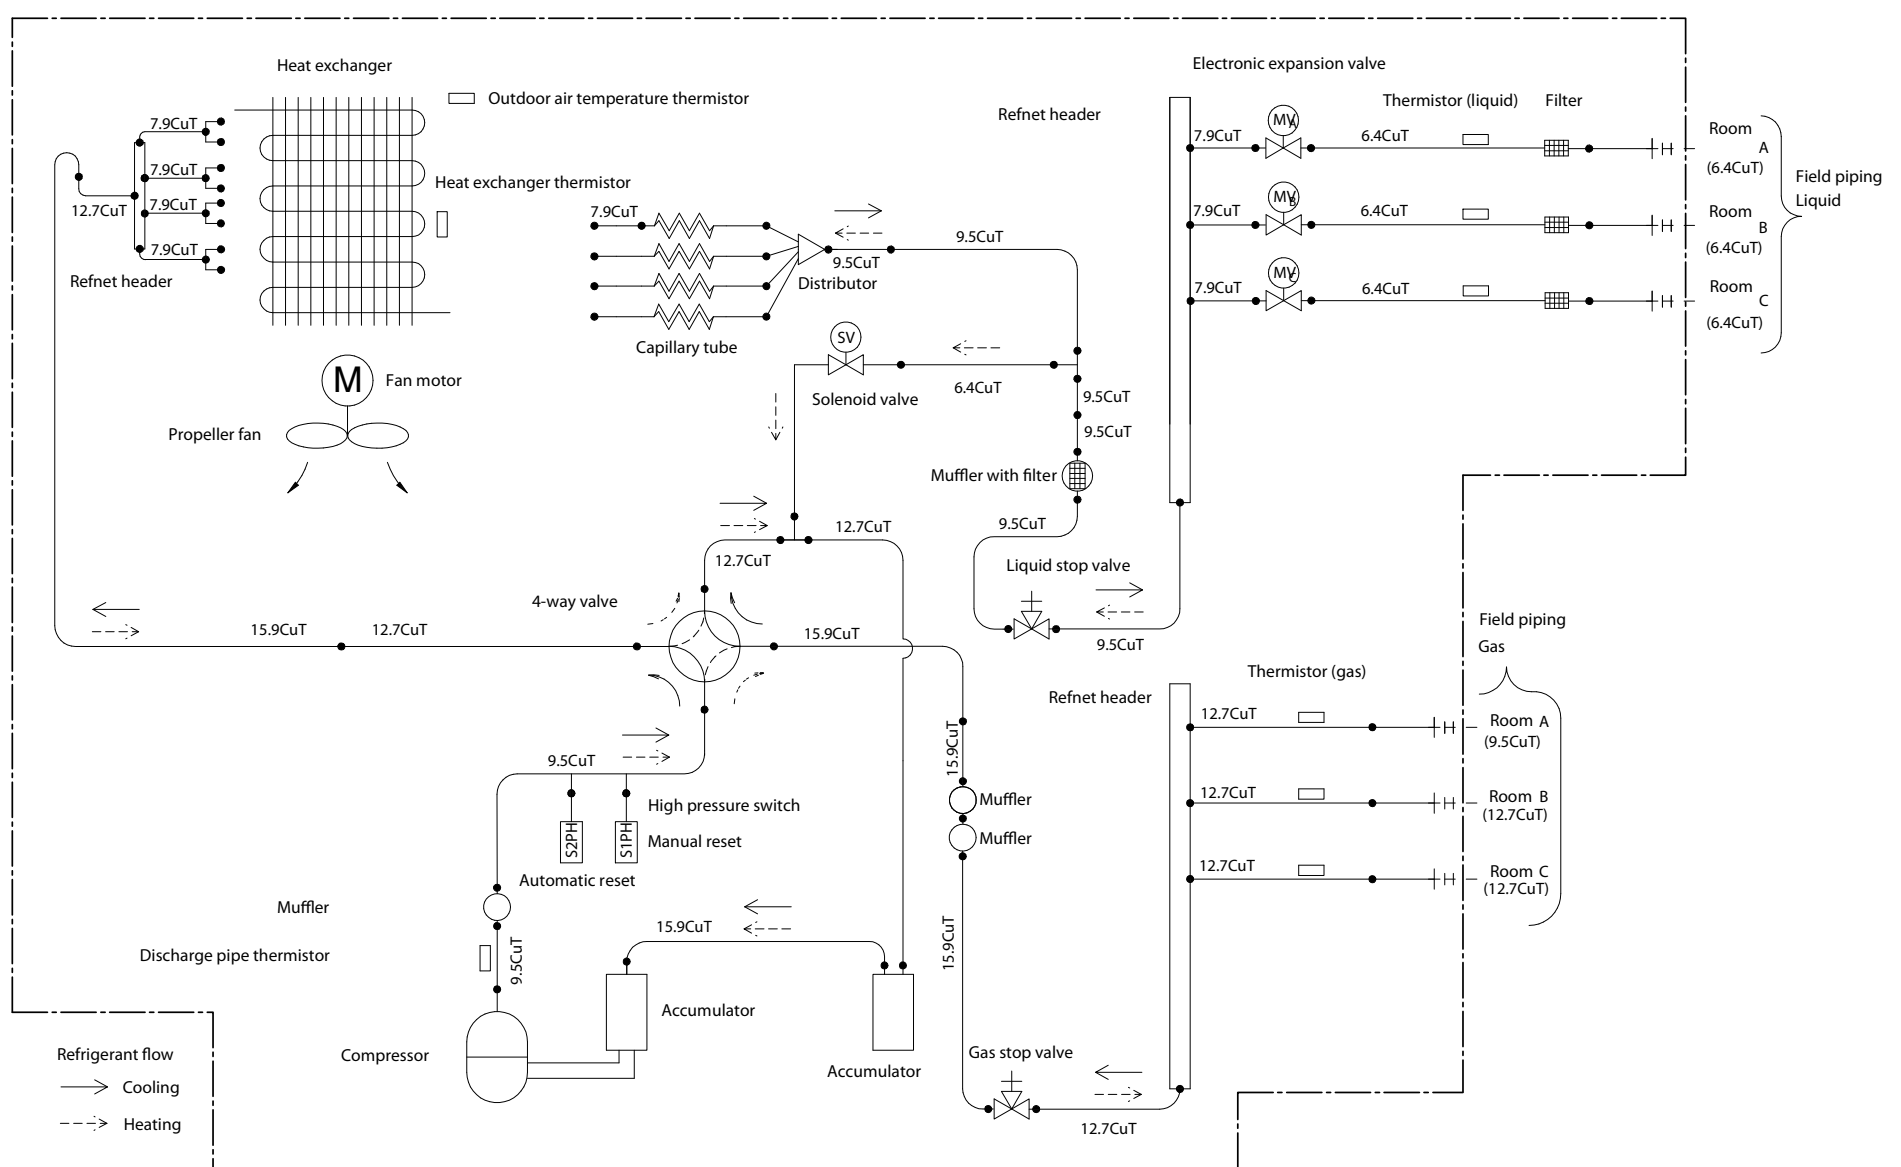 Heat exchanger
Outdoor air temperature thermistor
7.9CuT
7.9CuT
7.9CuT
7.9CuT
12.7CuT
Refnet header
Heat exchanger thermistor
M
Fan motor
Propeller fan
7.9CuT
Capillary tube
9.5CuT
Distributor
9.5CuT
SV
Solenoid valve
6.4CuT
9.5CuT
9.5CuT
Muffler with filter
9.5CuT
Liquid stop valve
9.5CuT
Electronic expansion valve
Refnet header
Thermistor (liquid)
Filter
7.9CuT
MVA
6.4CuT
Room
A
(6.4CuT)
7.9CuT
MVB
6.4CuT
Room
B
(6.4CuT)
7.9CuT
MVC
6.4CuT
Room
C
(6.4CuT)
Field piping
Liquid
12.7CuT
12.7CuT
4-way valve
15.9CuT
12.7CuT
15.9CuT
9.5CuT
High pressure switch
S2PH
S1PH
Manual reset
Automatic reset
Muffler
Discharge pipe thermistor
9.5CuT
Compressor
15.9CuT
Accumulator
Accumulator
15.9CuT
Muffler
Muffler
15.9CuT
Gas stop valve
12.7CuT
Refnet header
Thermistor (gas)
Field piping
Gas
12.7CuT
Room A
(9.5CuT)
12.7CuT
Room B
(12.7CuT)
12.7CuT
Room C
(12.7CuT)
Refrigerant flow
Cooling
Heating